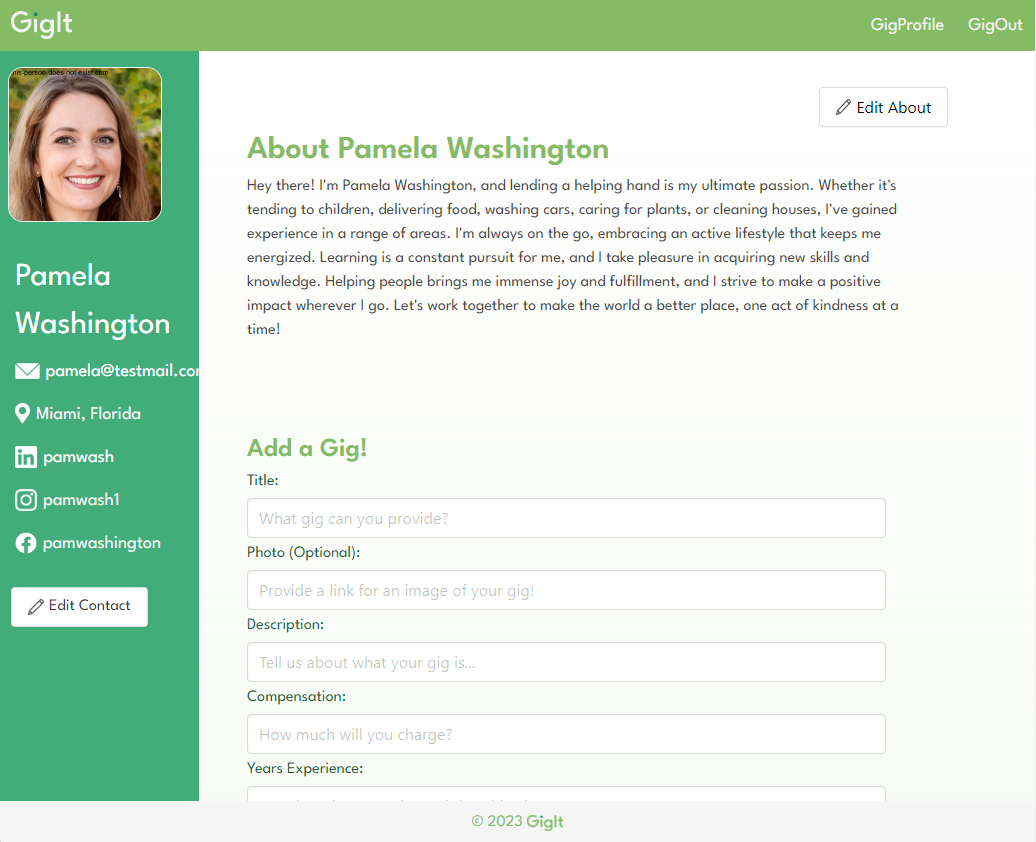 GigIt
GigProfile
GigOut
this-person-does-not-exist.com
Edit About
About Pamela Washington
Hey there! I'm Pamela Washington, and lending a helping hand is my ultimate passion. Whether it's
tending to children, delivering food, washing cars, caring for plants, or cleaning houses, I've gained
experience in a range of areas. I'm always on the go, embracing an active lifestyle that keeps me
energized. Learning is a constant pursuit for me, and I take pleasure in acquiring new skills and
knowledge. Helping people brings me immense joy and fulfillment, and I strive to make a positive
impact wherever I go. Let's work together to make the world a better place, one act of kindness at a
time!
Pamela
Washington
pamela@testmail.com
Miami, Florida
pamwash
pamwash1
pamwashington
Edit Contact
Add a Gig!
Title:
What gig can you provide?
Photo (Optional):
Provide a link for an image of your gig!
Description:
Tell us about what your gig is...
Compensation:
How much will you charge?
Years Experience:
© 2023 GigIt